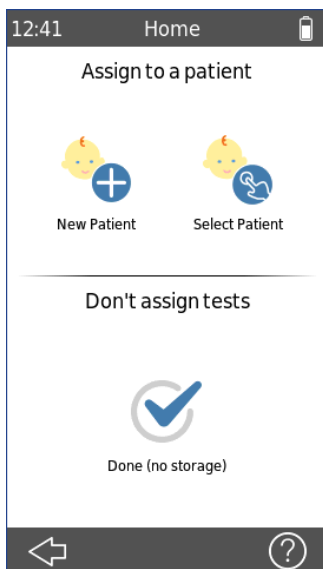 12:41 Home
Assign to a patient
New Patient Select Patient
Don't assign tests
Done (no storage)
?